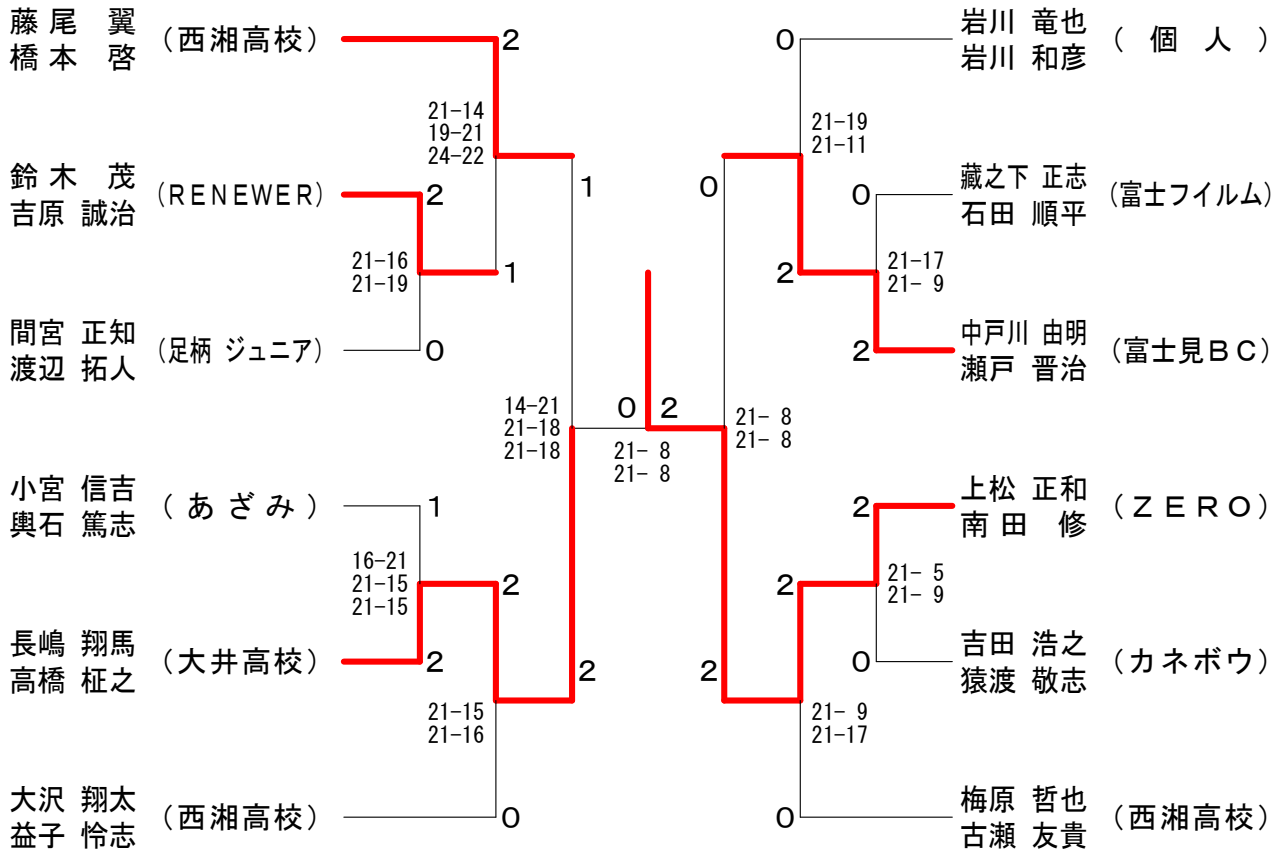 藤尾 翼
橋本 啓
(西湘高校)
2
21-14
19-21
24-22
鈴木 茂
吉原 誠治
(RENEWER)
2
21-16
21-19
1
1
間宮 正知
渡辺 拓人
(足柄 ジュニア)
0
14-21
21-18
21-18
小宮 信吉
輿石 篤志
(あざみ)
1
16-21
21-15
21-15
2
長嶋 翔馬
高橋 柾之
(大井高校)
2
2
21-15
21-16
大沢 翔太
益子 怜志
(西湘高校)
0
0 2
21- 8
21- 8
0
岩川 竜也
岩川 和彦
(個人)
21-19
21-11
0
0
藏之下 正志
石田 順平
(富士フイルム)
2
21-17
21- 9
2
中戸川 由明
瀬戸 晋治
(富士見BC)
21- 8
21- 8
2
上松 正和
南田 修
(ZERO)
2
21- 5
21- 9
0
吉田 浩之
猿渡 敬志
(カネボウ)
2
21- 9
21-17
0
梅原 哲也
古瀬 友貴
(西湘高校)